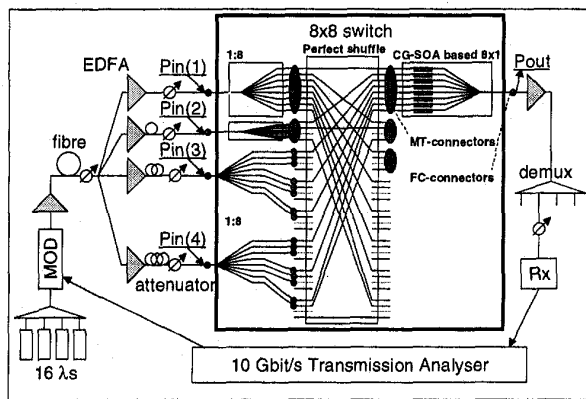 8x8 switch
Perfect shuffle
1:8
CG-SOA based 8x1
Pout
EDFA
Pin(1)
Pin(2)
fibre
Pin(3)
MT-connectors
FC-connectors
demux
1:8
Pin(4)
attenuator
MOD
Rx
10 Gbit/s Transmission Analyser
16 λs